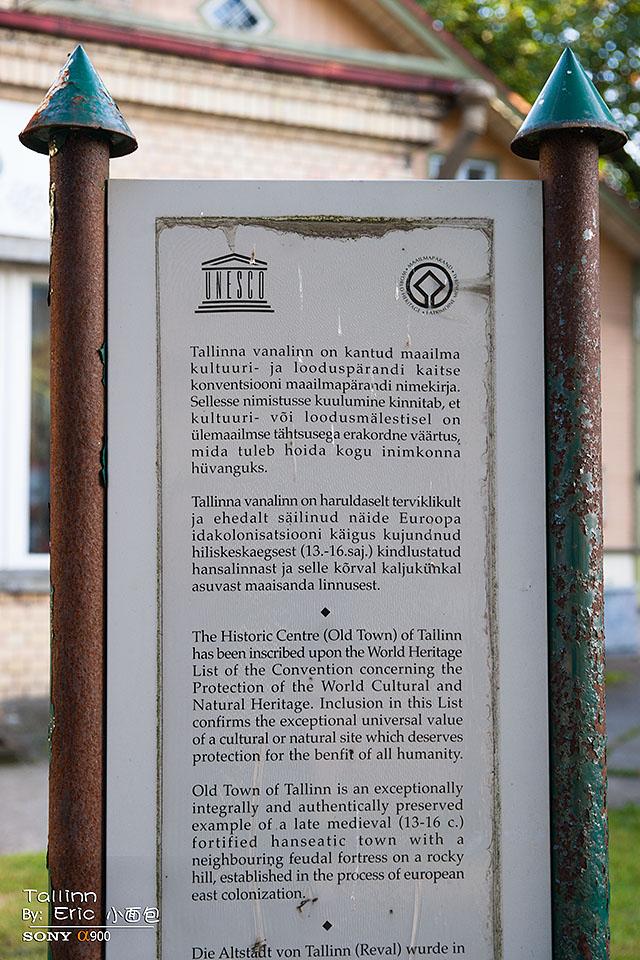 UNESCO
MAAILMAPÄRAND
WORLD HERITAGE
PATRIMOINE
Tallinna vanalinn on kantud maailma
kultuuri- ja looduspärandi kaitse
konventsiooni maailmapärandi nimekirja.
Sellesse nimistusse kuulumine kinnitab, et
kultuuri- või loodusmälestisel on
ülemaailmse tähtsusega erakordne väärtus,
mida tuleb hoida kogu inimkonna
hüvanguks.
Tallinna vanalinn on haruldaselt terviklikult
ja ehedalt säilinud näide Euroopa
idakolonisatsiooni käigus kujundnud
hiliskeskaegsest (13.-16.saj.) kindlustatud
hansalinnast ja selle kõrval kaljukünkal
asuvast maaisanda linnusest.
The Historic Centre (Old Town) of Tallinn
has been inscribed upon the World Heritage
List of the Convention concerning the
Protection of the World Cultural and
Natural Heritage. Inclusion in this List
confirms the exceptional universal value
of a cultural or natural site which deserves
protection for the benfit of all humanity.
Old Town of Tallinn is an exceptionally
integrally and authentically preserved
example of a late medieval (13-16 c.)
fortified hanseatic town with a
neighbouring feudal fortress on a rocky
hill, established in the process of european
east colonization.
Die Altstadt von Tallinn (Reval) wurde in
Tallinn
By: Eric 小面包
SONY α900